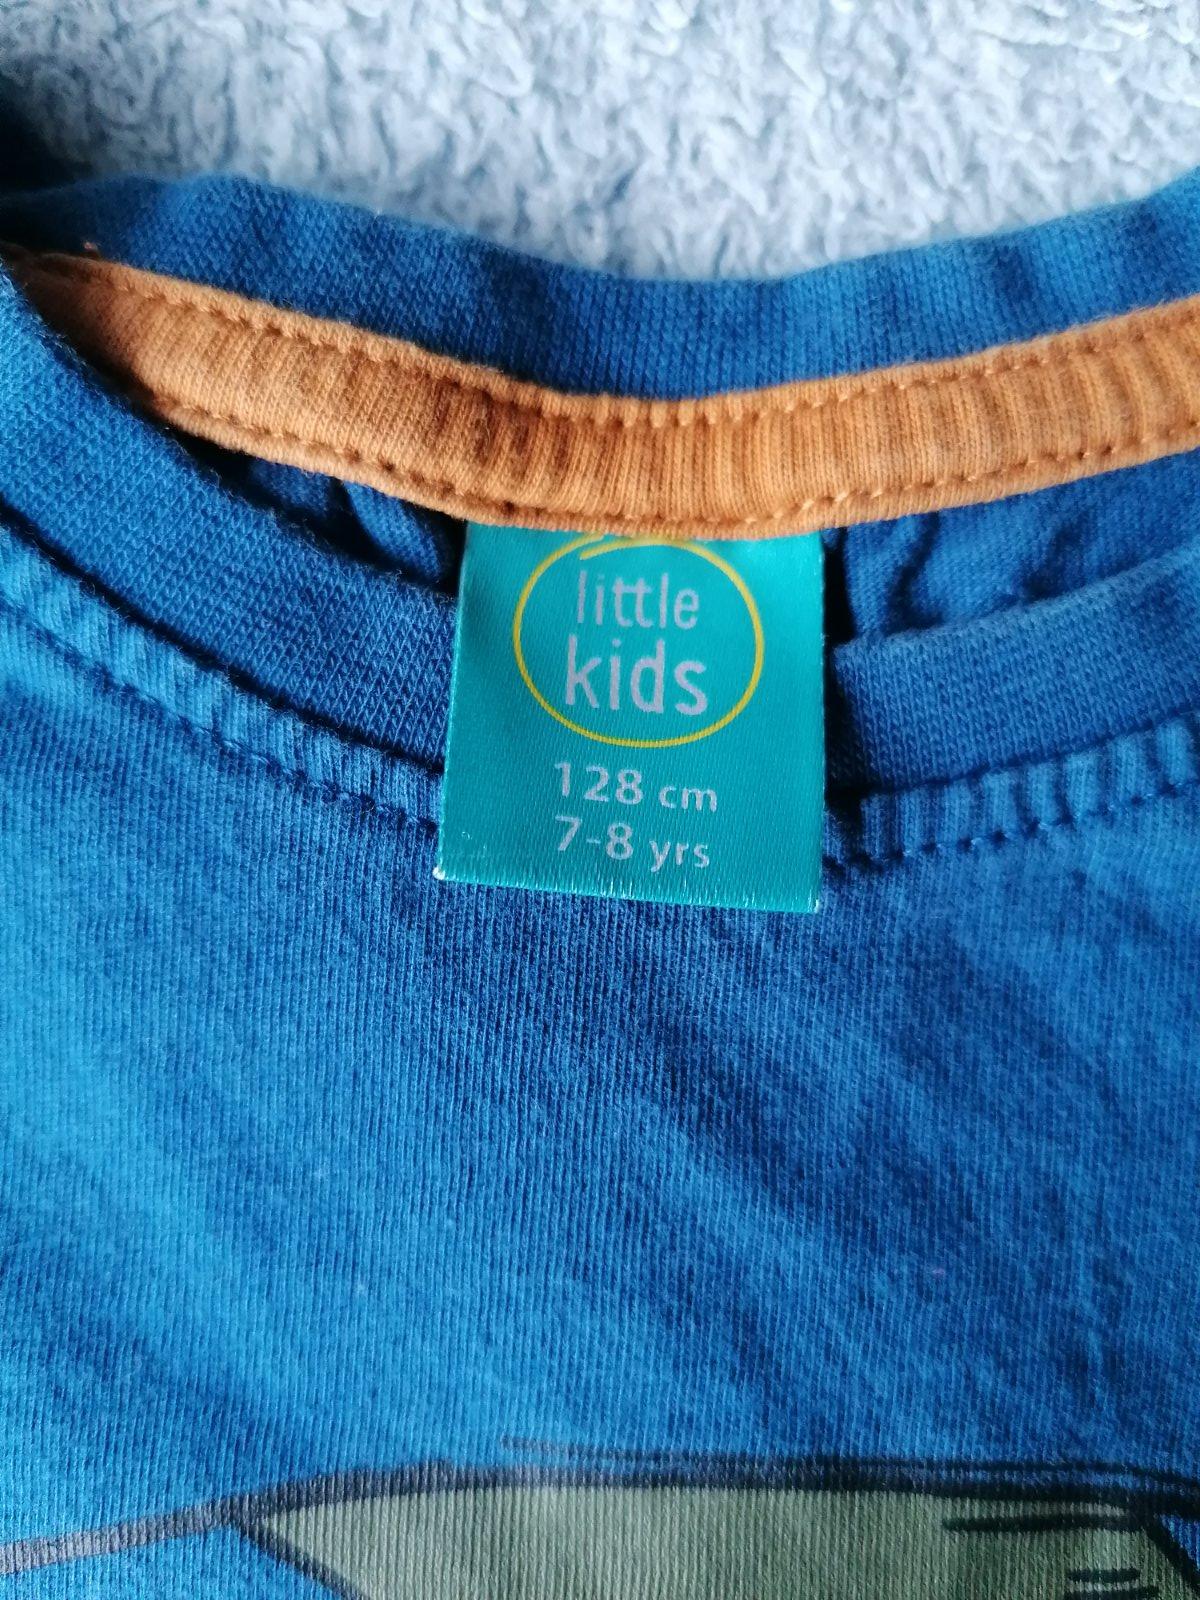 little
kids
128 cm
7-8 yrs